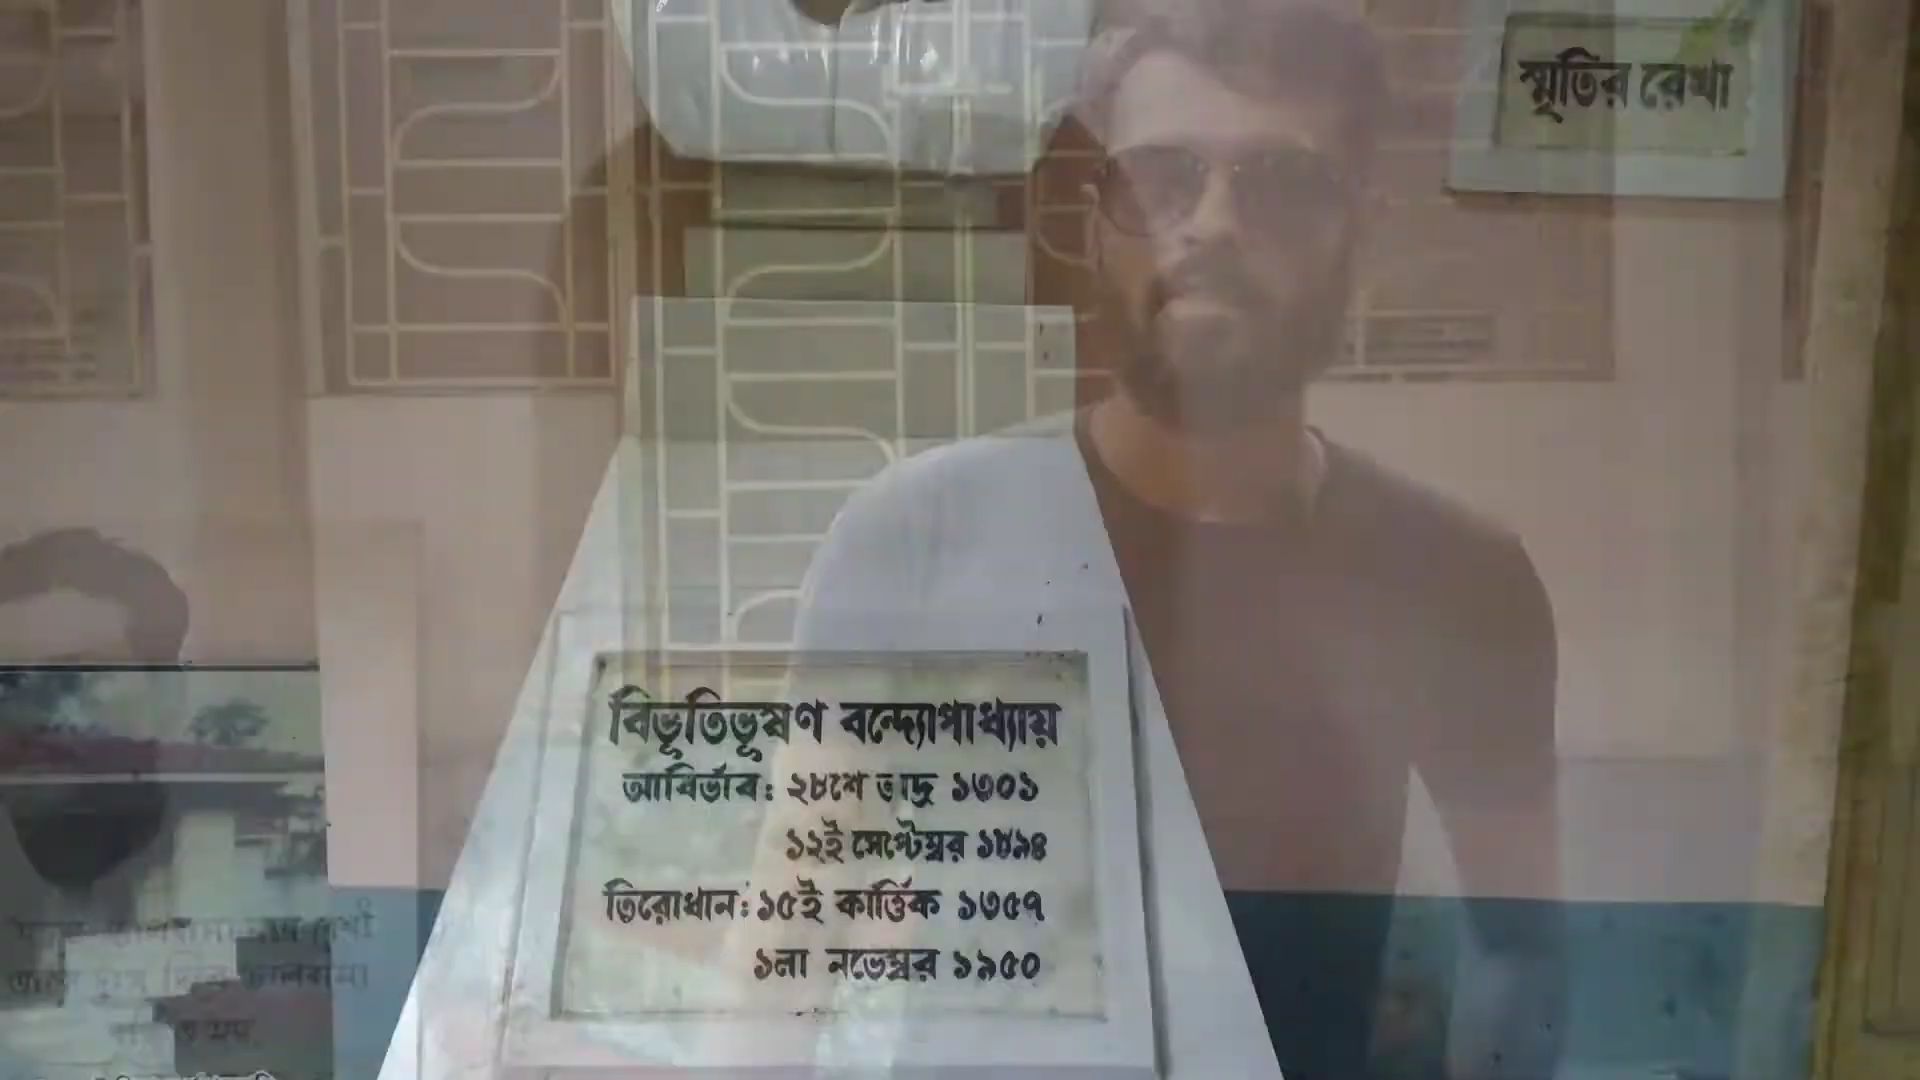 স্মৃতির রেখা
বিভূতিভূষণ বন্দ্যোপাধ্যায়
আবির্ভাব: ২৮শে ভাদ্র ১৩০১
১২ই সেপ্টেম্বর ১৮৯৪
তিরোধান: ১৫ই কার্ত্তিক ১৩৫৭
১লা নভেম্বর ১৯৫০